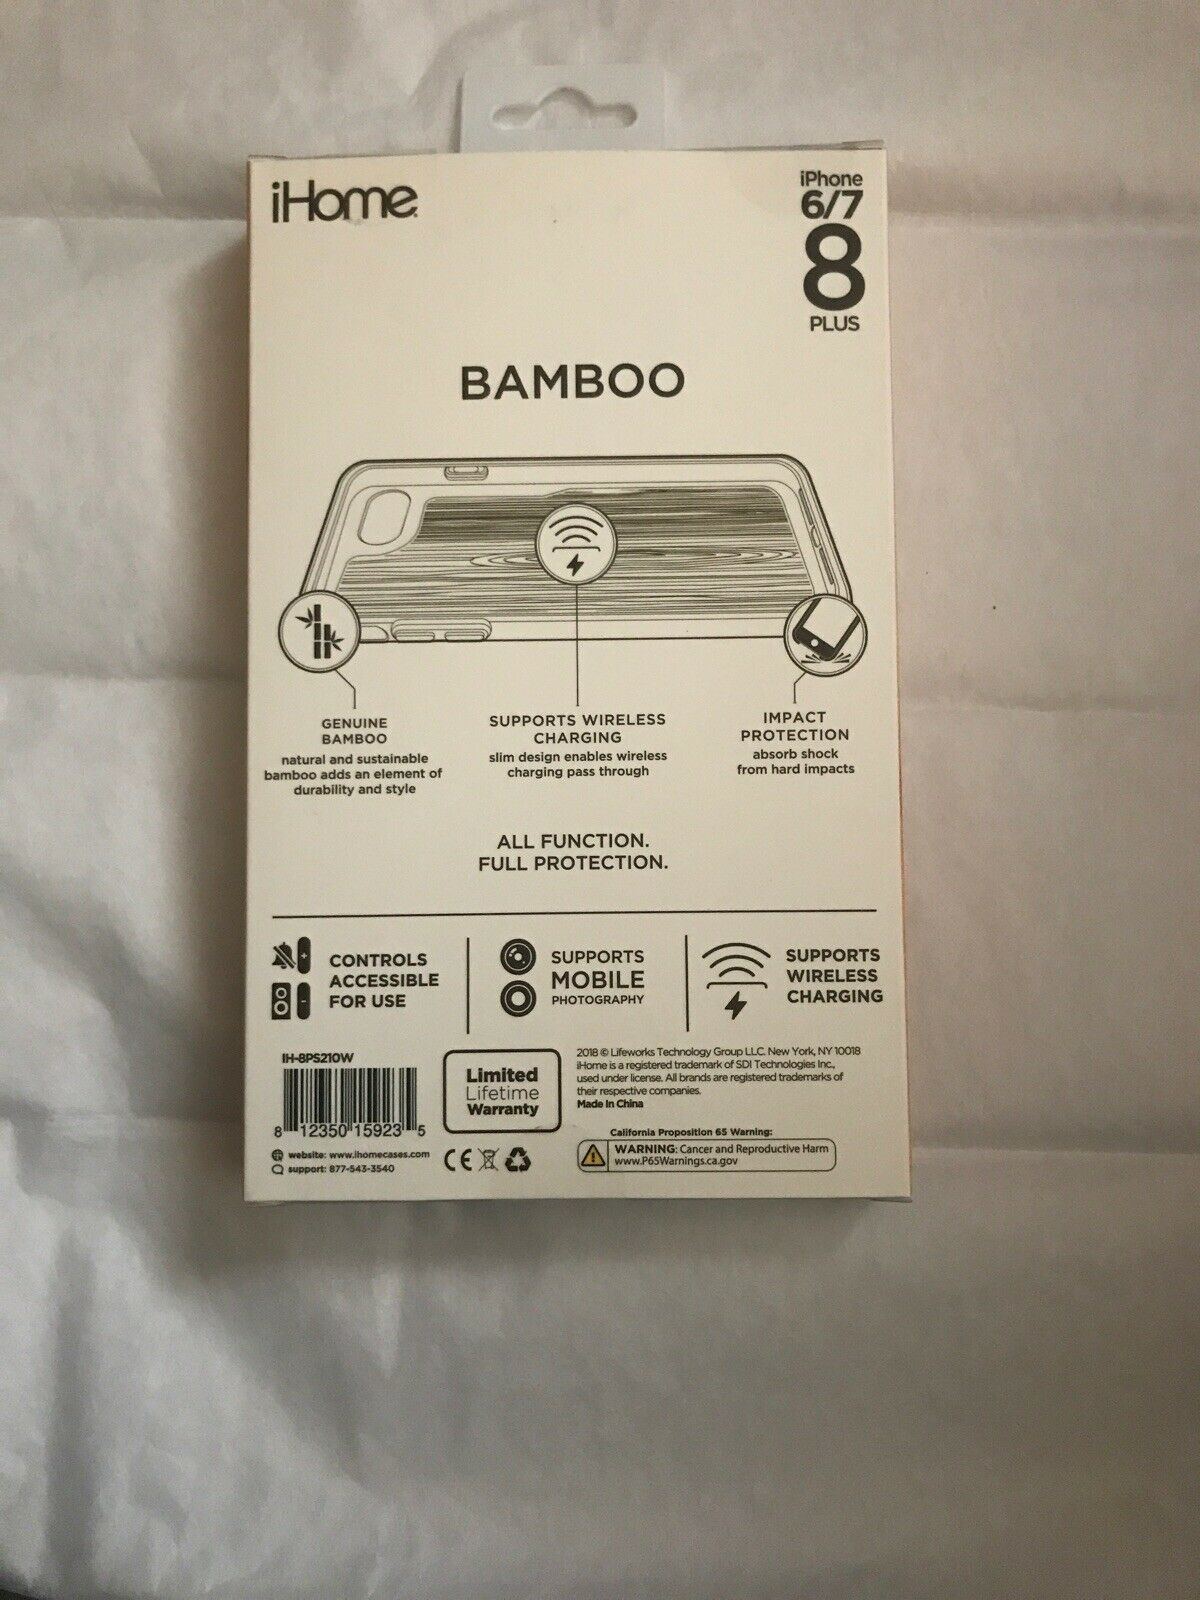 iHome
iPhone
6/7
8
PLUS
BAMBOO
GENUINE
BAMBOO
natural and sustainable
bamboo adds an element of
durability and style
SUPPORTS WIRELESS
CHARGING
slim design enables wireless
charging pass through
IMPACT
PROTECTION
absorb shock
from hard impacts
ALL FUNCTION.
FULL PROTECTION.
CONTROLS
ACCESSIBLE
FOR USE
SUPPORTS
MOBILE
PHOTOGRAPHY
SUPPORTS
WIRELESS
CHARGING
IH-8PS210W
8 12350 15923 5
website: www.ihomecases.com
support: 877-543-3540
Limited
Lifetime
Warranty
CE
2018 © Lifeworks Technology Group LLC. New York, NY 10018
iHome is a registered trademark of SDI Technologies Inc.,
used under license. All brands are registered trademarks of
their respective companies.
Made In China
California Proposition 65 Warning:
WARNING: Cancer and Reproductive Harm
www.P65Warnings.ca.gov